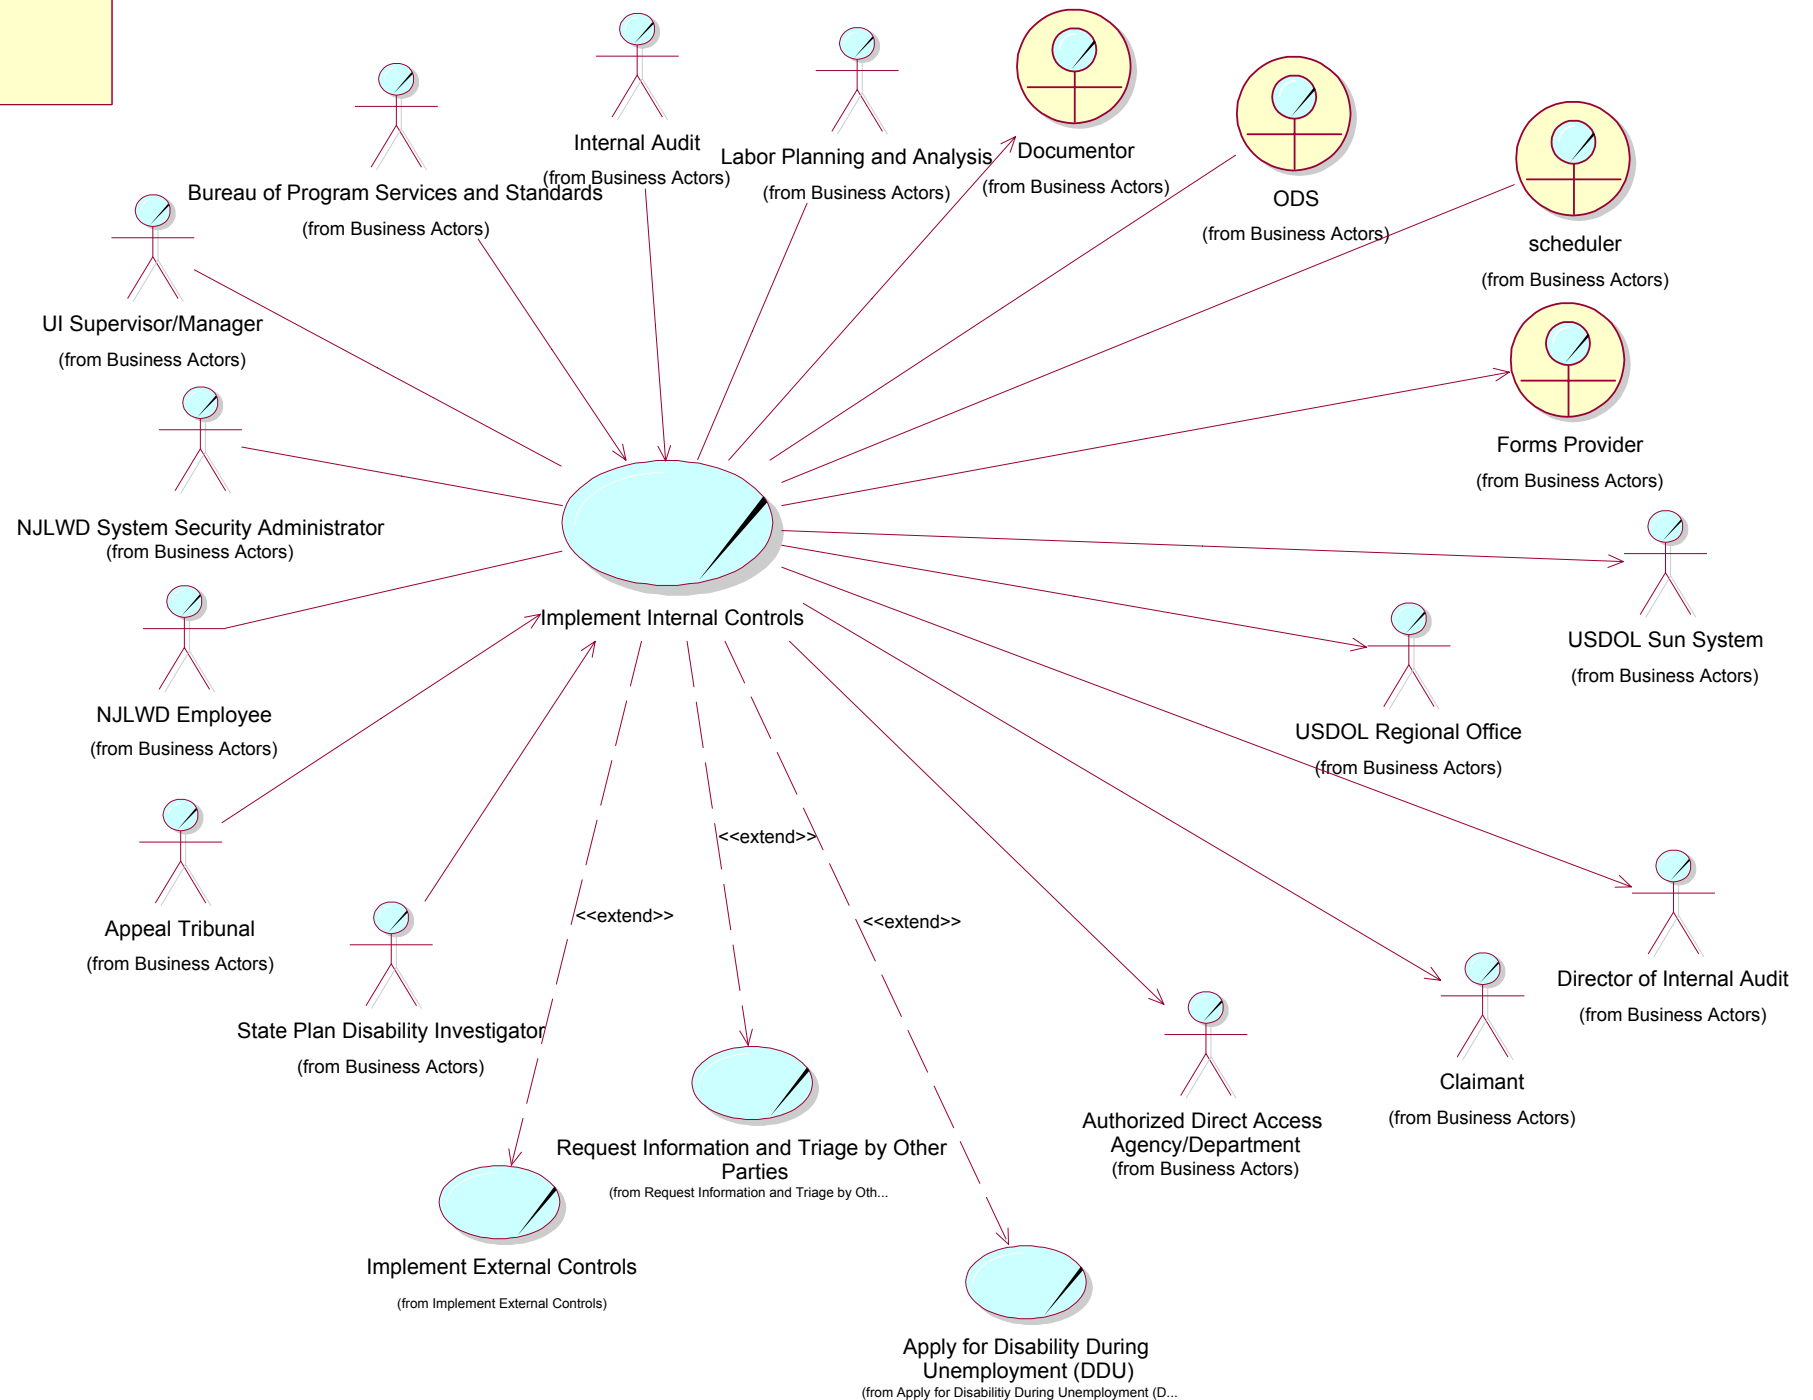 Internal Audit
(from Business Actors)
Labor Planning and Analysis
(from Business Actors)
Documentor
(from Business Actors)
Bureau of Program Services and Standards
(from Business Actors)
ODS
(from Business Actors)
scheduler
(from Business Actors)
UI Supervisor/Manager
(from Business Actors)
Forms Provider
(from Business Actors)
NJLWD System Security Administrator
(from Business Actors)
Implement Internal Controls
USDOL Sun System
(from Business Actors)
NJLWD Employee
(from Business Actors)
USDOL Regional Office
(from Business Actors)
<<extend>>
<<extend>>
<<extend>>
Appeal Tribunal
(from Business Actors)
Director of Internal Audit
(from Business Actors)
State Plan Disability Investigator
(from Business Actors)
Claimant
(from Business Actors)
Authorized Direct Access
Agency/Department
(from Business Actors)
Request Information and Triage by Other
Parties
(from Request Information and Triage by Oth...
Implement External Controls
(from Implement External Controls)
Apply for Disability During
Unemployment (DDU)
(from Apply for Disabilitiy During Unemployment (D...